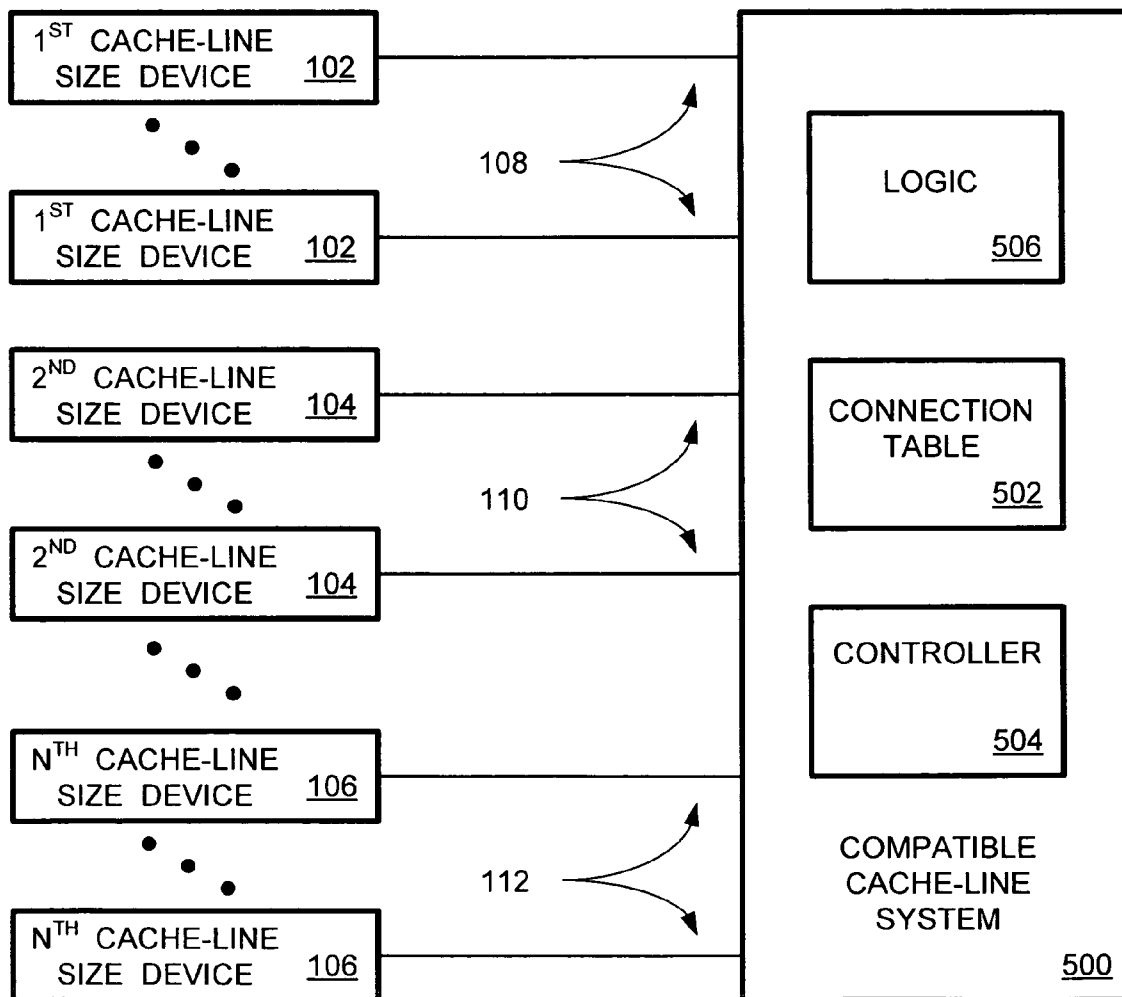 1ST CACHE-LINE
SIZE DEVICE 102
108
1ST CACHE-LINE
SIZE DEVICE 102
2ND CACHE-LINE
SIZE DEVICE 104
110
2ND CACHE-LINE
SIZE DEVICE 104
NTH CACHE-LINE
SIZE DEVICE 106
112
NTH CACHE-LINE
SIZE DEVICE 106
LOGIC
506
CONNECTION
TABLE
502
CONTROLLER
504
COMPATIBLE
CACHE-LINE
SYSTEM
500